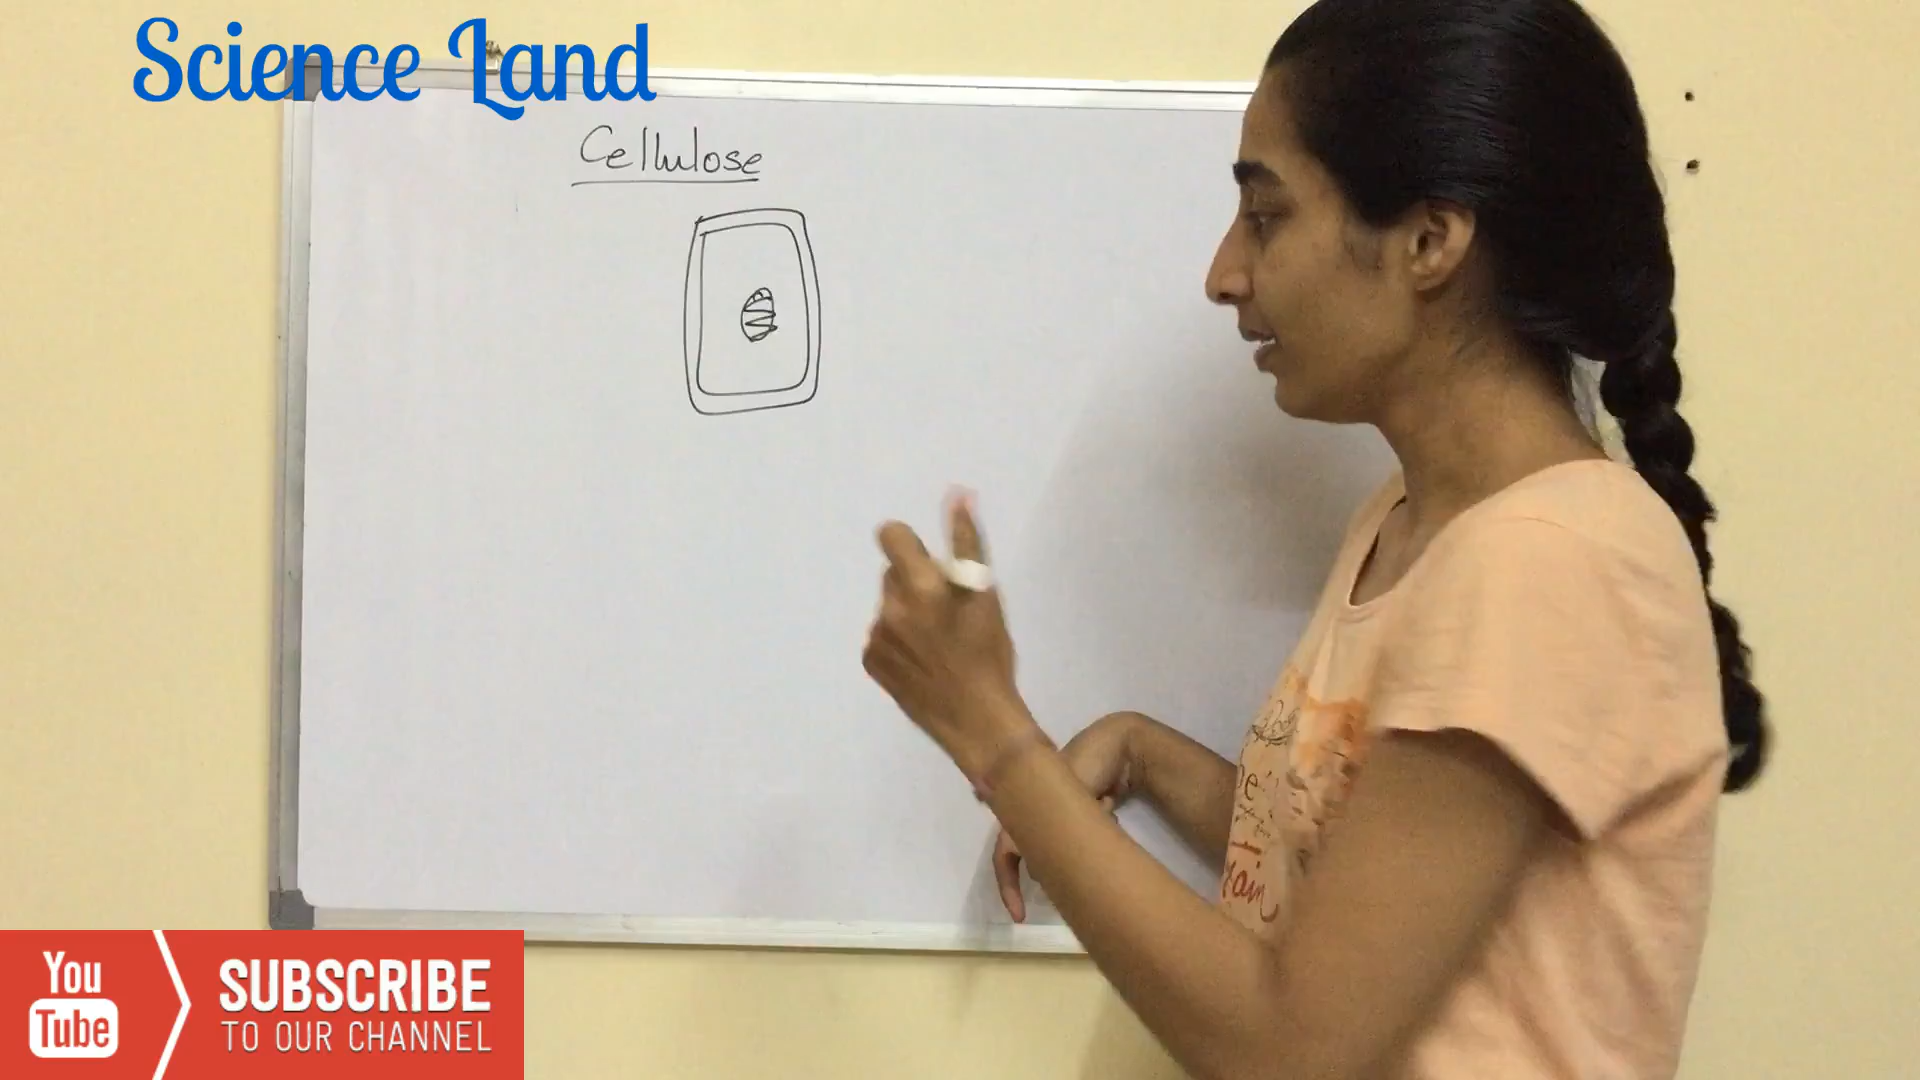 Science Land
Cellulose
You
Tube
SUBSCRIBE
TO OUR CHANNEL